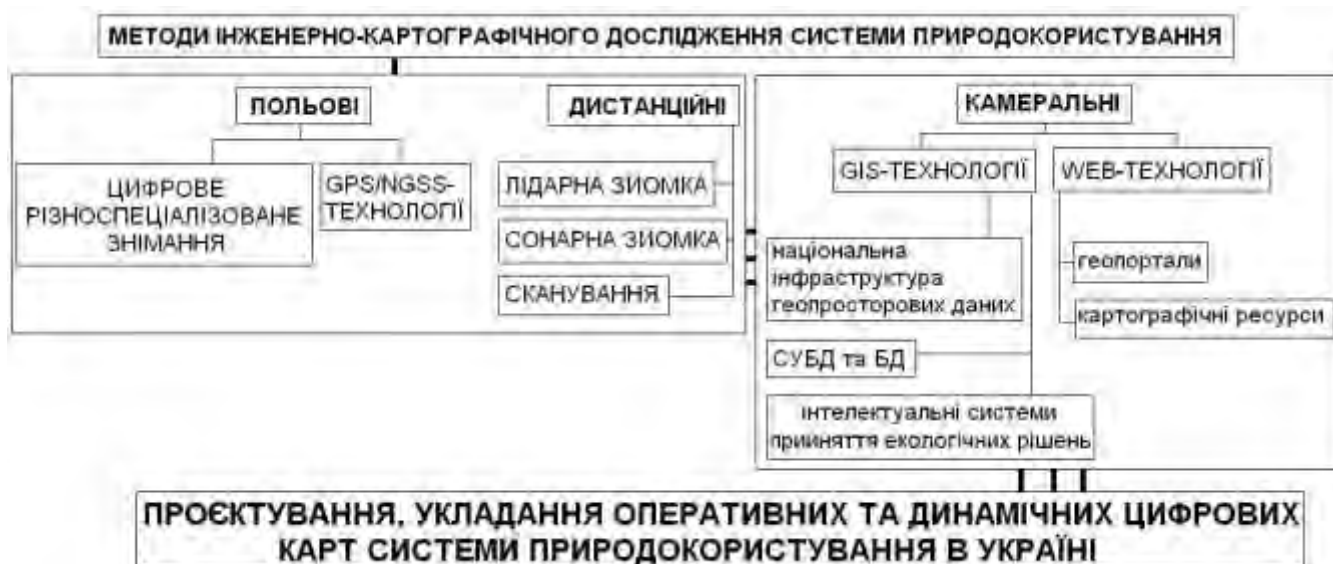 МЕТОДИ ІНЖЕНЕРНО-КАРТОГРАФІЧНОГО ДОСЛІДЖЕННЯ СИСТЕМИ ПРИРОДОКОРИСТУВАННЯ
ПОЛЬОВІ
ЦИФРОВЕ
РІЗНОСПЕЦІАЛІЗОВАНЕ
ЗНІМАННЯ
GPS/NGSS-
ТЕХНОЛОГІЇ
ДИСТАНЦІЙНІ
ЛІДАРНА ЗЙОМКА
СОНАРНА ЗЙОМКА
СКАНУВАННЯ
КАМЕРАЛЬНІ
GIS-ТЕХНОЛОГІЇ
національна
інфраструктура
геопросторових даних
СУБД та БД
інтелектуальні системи
прийняття екологічних рішень
WEB-ТЕХНОЛОГІЇ
геопортали
картографічні ресурси
ПРОЄКТУВАННЯ, УКЛАДАННЯ ОПЕРАТИВНИХ ТА ДИНАМІЧНИХ ЦИФРОВИХ
КАРТ СИСТЕМИ ПРИРОДОКОРИСТУВАННЯ В УКРАЇНІ